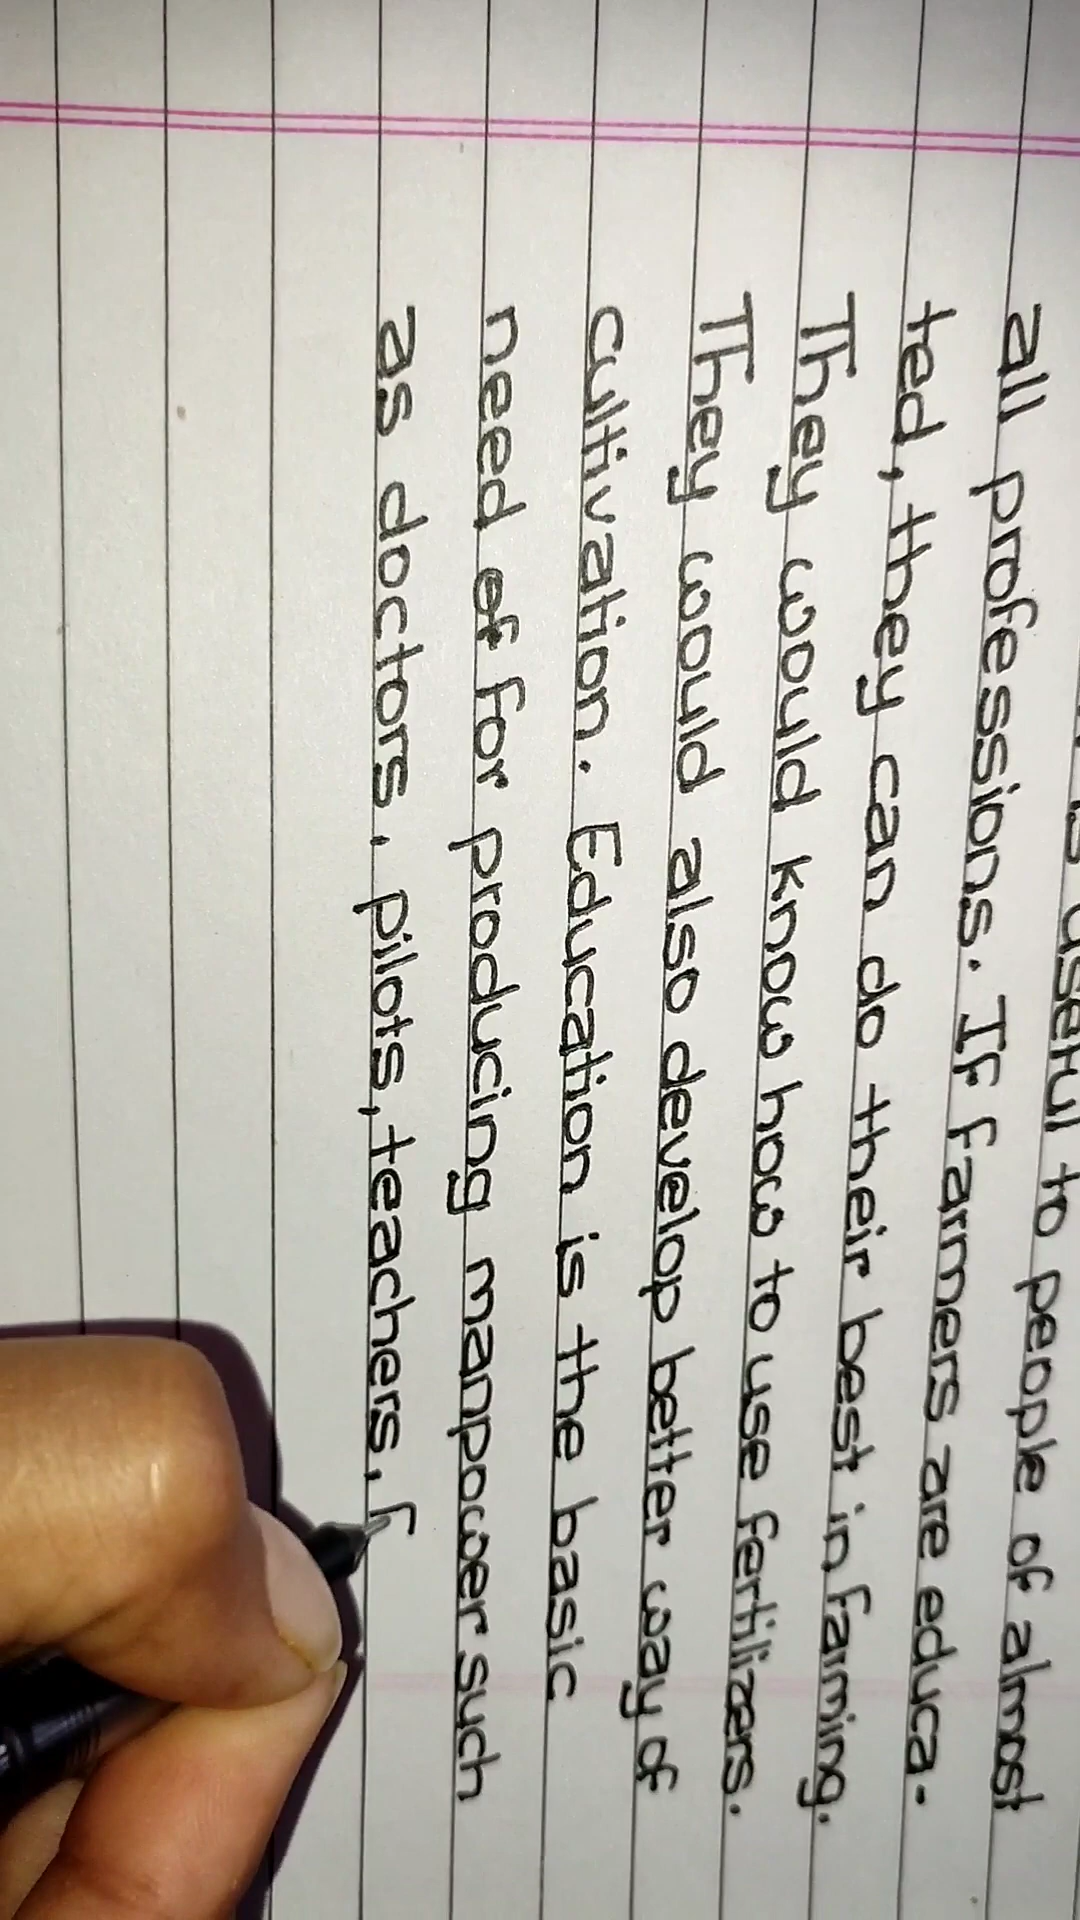 is useful to people of almost
all professions. If farmers are educa-
ted, they can do their best in farming.
They would know how to use fertilizers.
They would also develop better way of
cultivation. Education is the basic
need of for producing manpower such
as doctors, pilots, teachers,